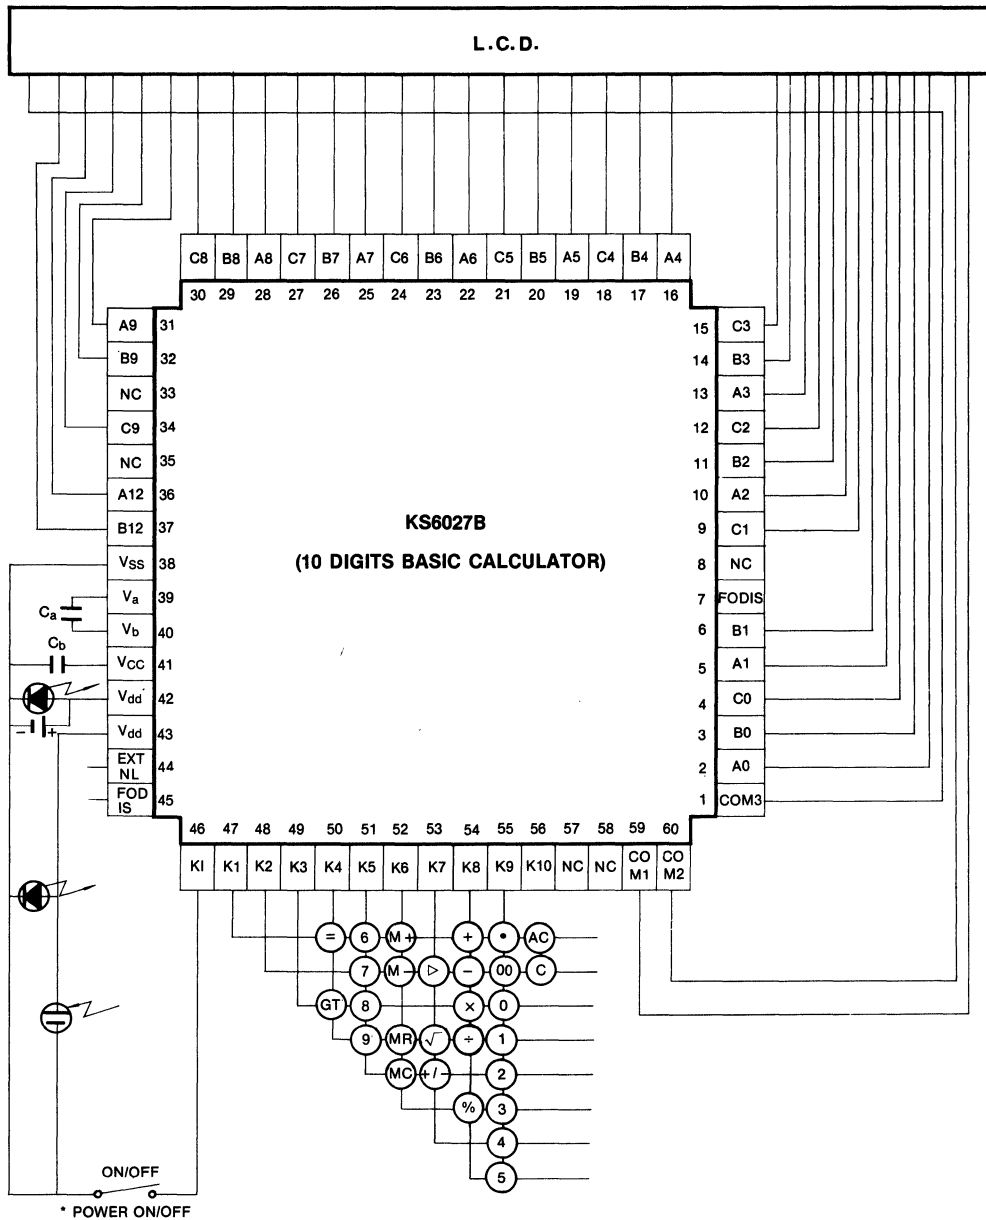 L.C.D.
C8 B8 A8 C7 B7 A7 C6 B6 A6 C5 B5 A5 C4 B4 A4
30 29 28 27 26 25 24 23 22 21 20 19 18 17 16
A9 31 15 C3
B9 32 14 B3
NC 33 13 A3
C9 34 12 C2
NC 35 11 B2
A12 36 10 A2
B12 37 9 C1
KS6027B
(10 DIGITS BASIC CALCULATOR)
VSS 38 8 NC
Ca
Va 39 7 FODIS
Vb 40 6 B1
Cb
VCC 41 5 A1
Vdd 42 4 C0
- +
Vdd 43 3 B0
EXT NL 44 2 A0
FOD IS 45 1 COM3
46 47 48 49 50 51 52 53 54 55 56 57 58 59 60
KI K1 K2 K3 K4 K5 K6 K7 K8 K9 K10 NC NC CO M1 CO M2
= 6 M+ + • AC
7 M- ▷ - 00 C
GT 8 × 0
9 MR √ ÷ 1
MC +/- 2
% 3
4
5
ON/OFF
* POWER ON/OFF